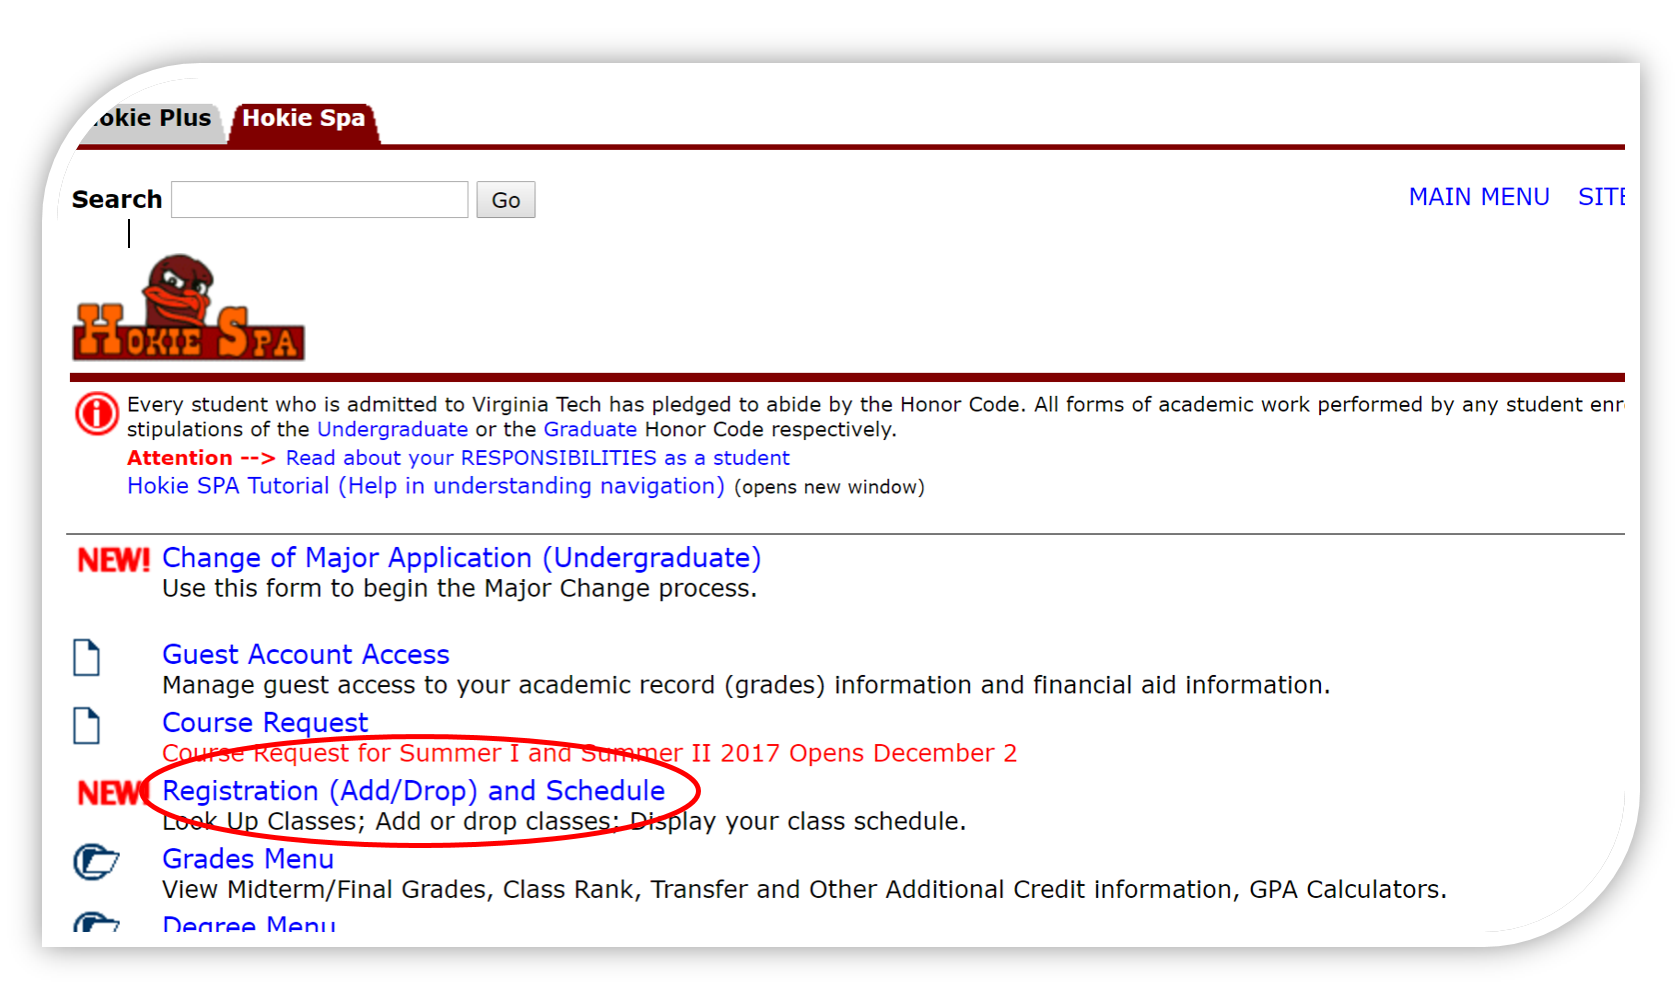 okie Plus Hokie Spa
Search Go MAIN MENU SITE
HOKIE SPA
Every student who is admitted to Virginia Tech has pledged to abide by the Honor Code. All forms of academic work performed by any student enr
stipulations of the Undergraduate or the Graduate Honor Code respectively.
Attention --> Read about your RESPONSIBILITIES as a student
Hokie SPA Tutorial (Help in understanding navigation) (opens new window)
NEW! Change of Major Application (Undergraduate)
Use this form to begin the Major Change process.
Guest Account Access
Manage guest access to your academic record (grades) information and financial aid information.
Course Request
Course Request for Summer I and Summer II 2017 Opens December 2
NEW! Registration (Add/Drop) and Schedule
Look Up Classes; Add or drop classes; Display your class schedule.
Grades Menu
View Midterm/Final Grades, Class Rank, Transfer and Other Additional Credit information, GPA Calculators.
Degree Menu